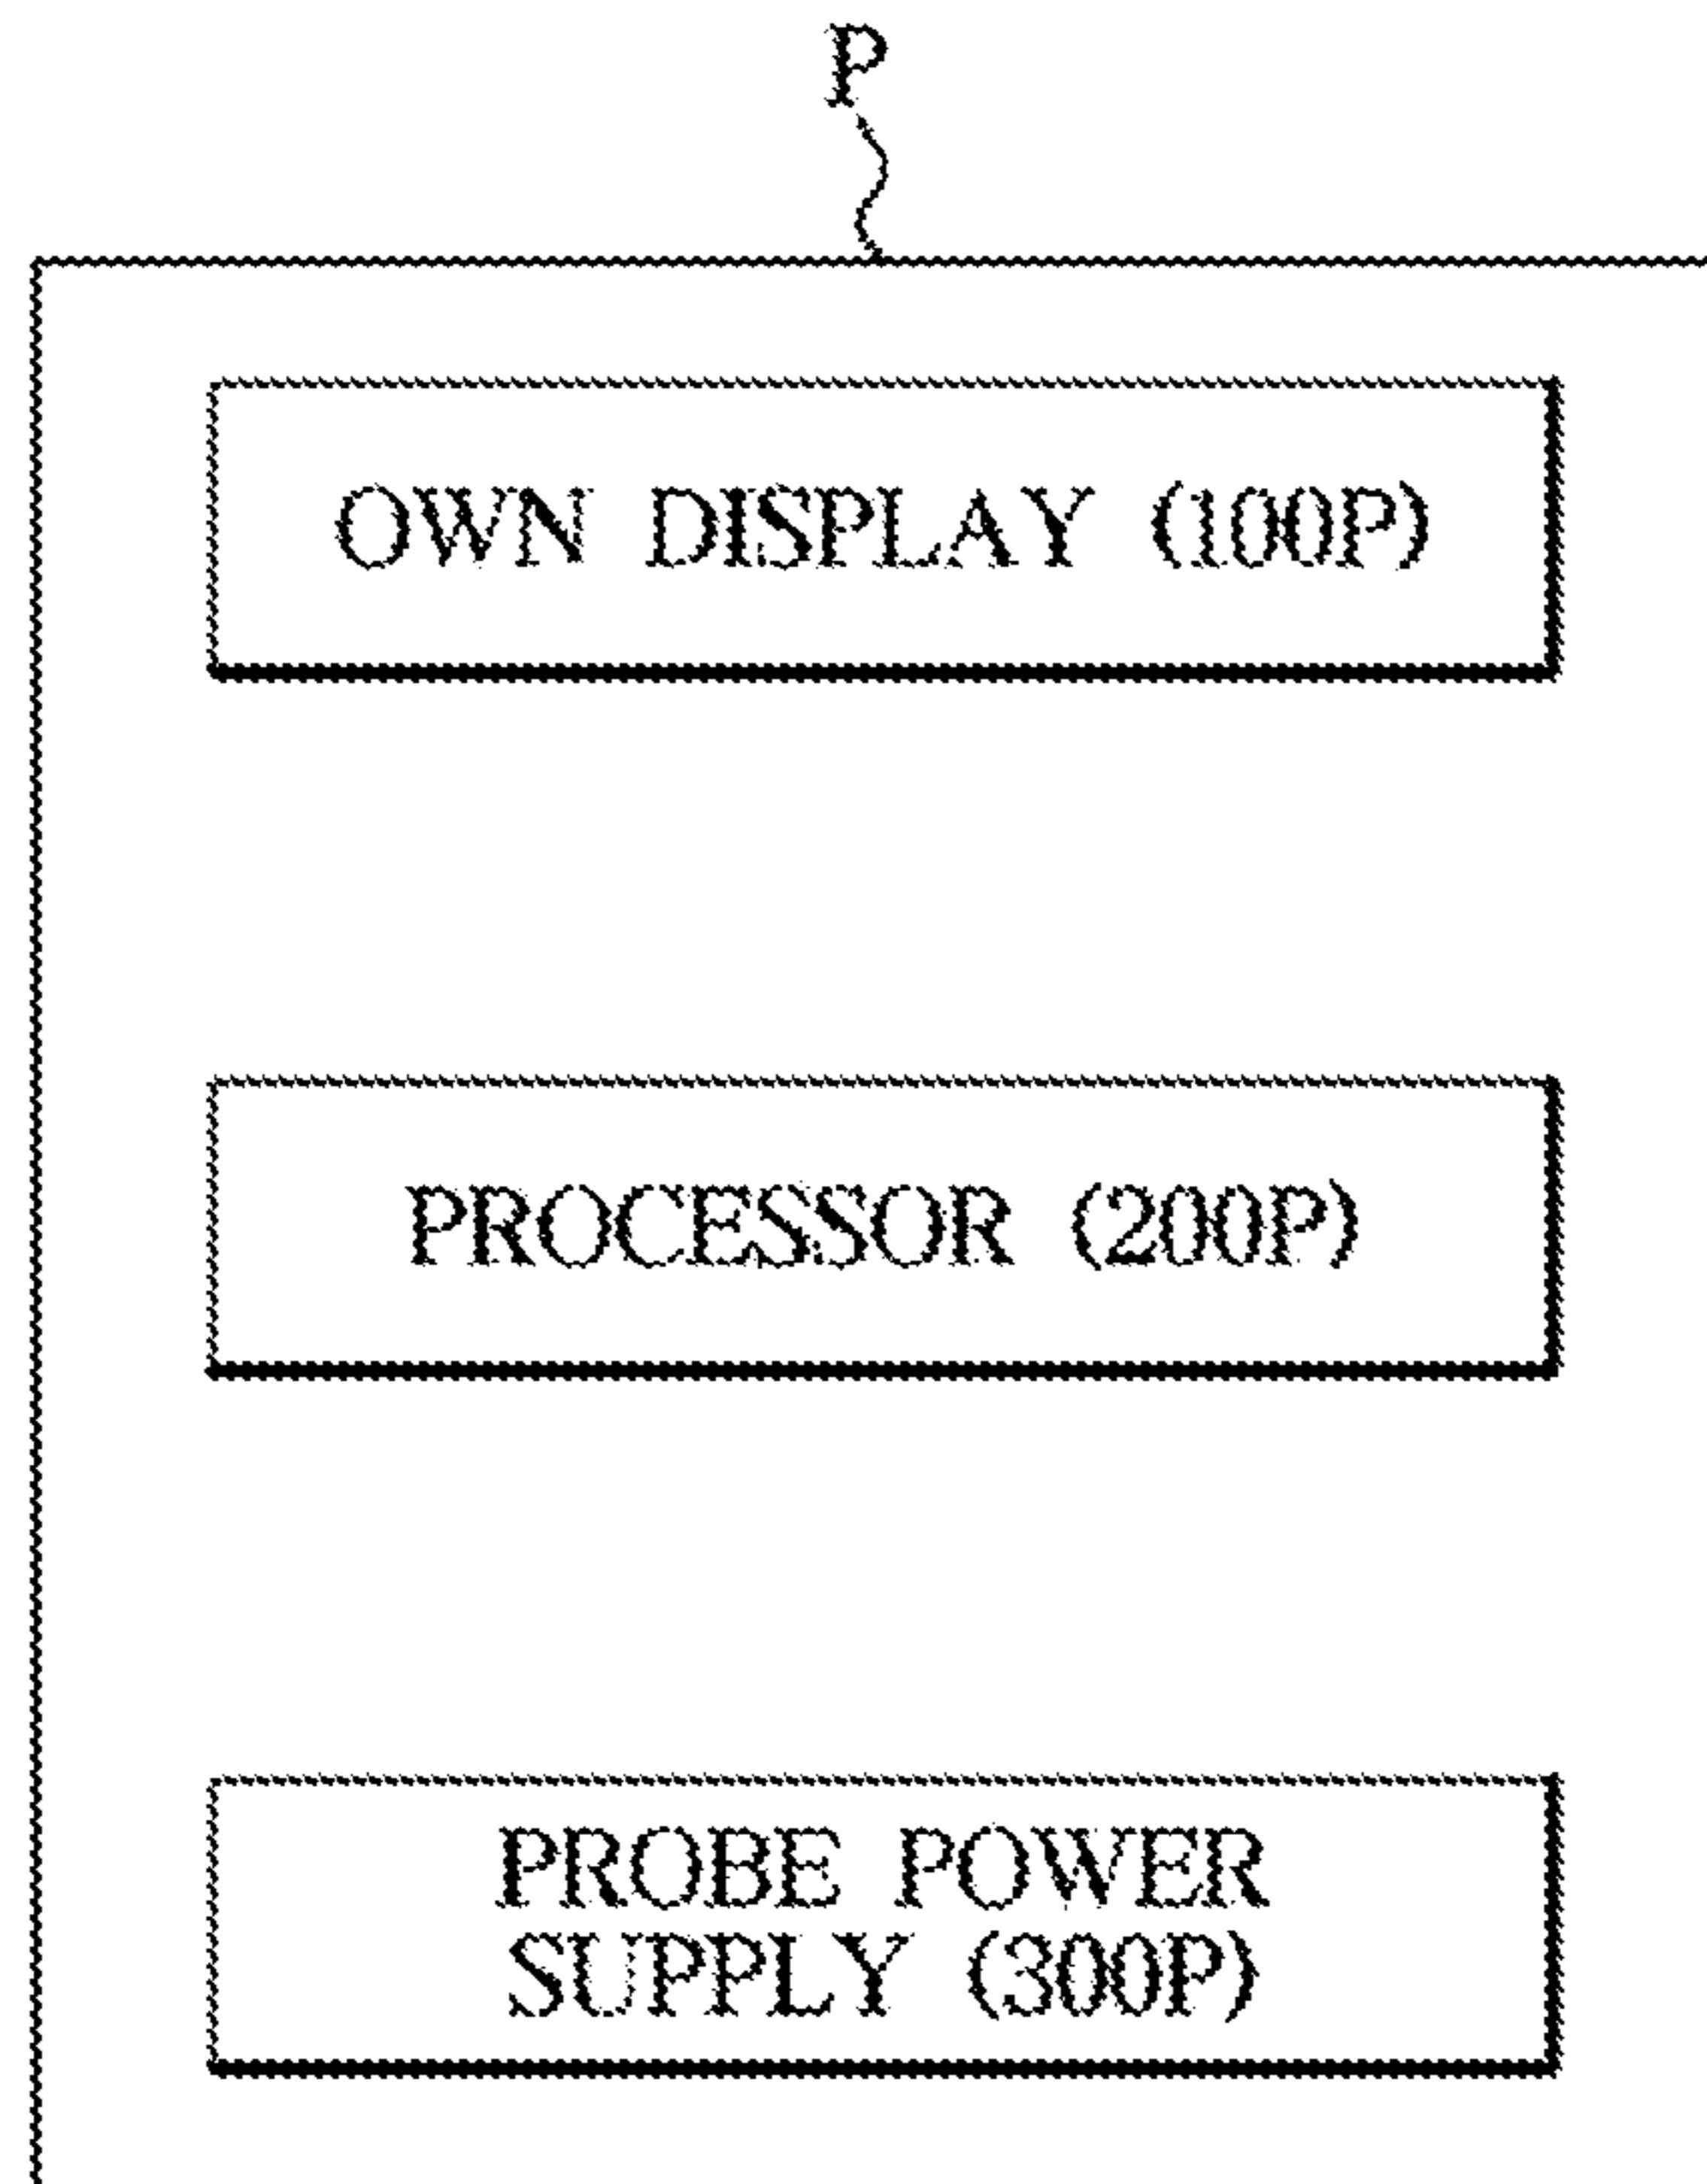 P
OWN DISPLAY (100P)
PROCESSOR (200P)
PROBE POWER
SUPPLY (300P)